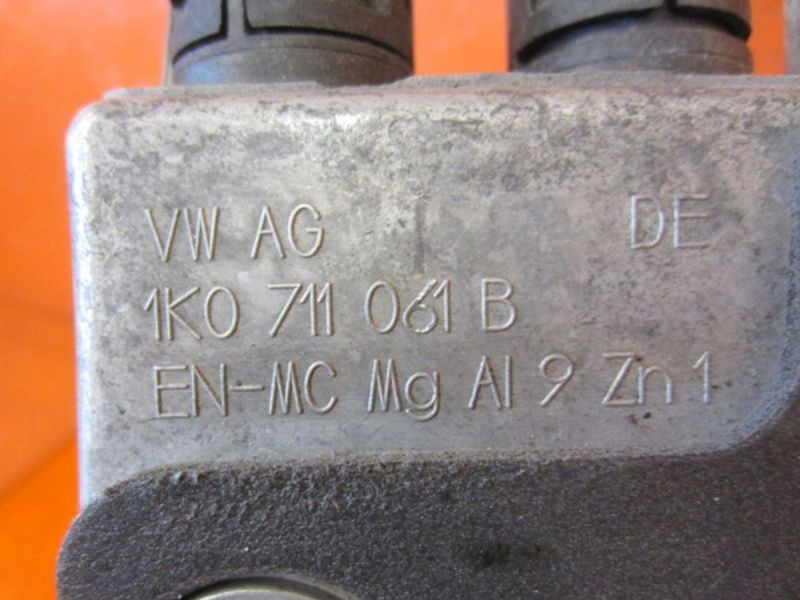 VW AG DE
1K0 711 061 B
EN-MC Mg Al 9 Zn 1